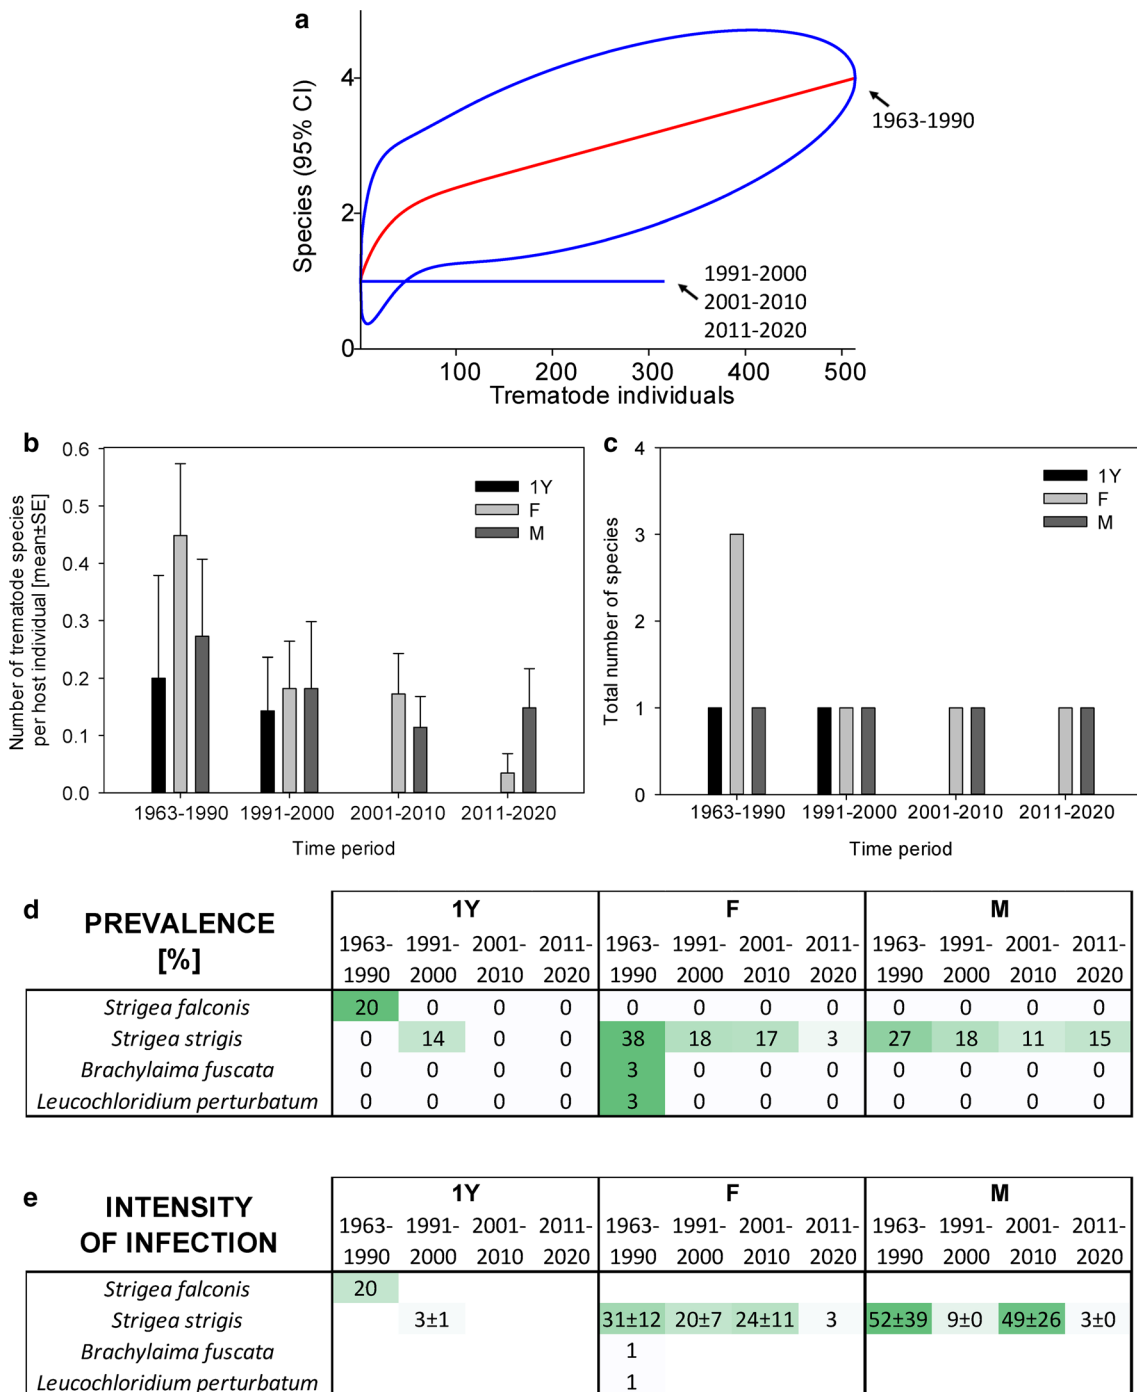 a
Species (95% CI)
4
2
0
1963-1990
1991-2000
2001-2010
2011-2020
100 200 300 400 500
Trematode individuals
b
Number of trematode species
per host individual [mean±SE]
0.6
0.5
0.4
0.3
0.2
0.1
0.0
1Y
F
M
1963-1990 1991-2000 2001-2010 2011-2020
Time period
c
Total number of species
4
3
2
1
0
1Y
F
M
1963-1990 1991-2000 2001-2010 2011-2020
Time period
d
PREVALENCE
[%]
1Y F M
1963- 1991- 2001- 2011- 1963- 1991- 2001- 2011- 1963- 1991- 2001- 2011-
1990 2000 2010 2020 1990 2000 2010 2020 1990 2000 2010 2020
Strigea falconis 20 0 0 0 0 0 0 0 0 0 0 0
Strigea strigis 0 14 0 0 38 18 17 3 27 18 11 15
Brachylaima fuscata 0 0 0 0 3 0 0 0 0 0 0 0
Leucochloridium perturbatum 0 0 0 0 3 0 0 0 0 0 0 0
e
INTENSITY
OF INFECTION
1Y F M
1963- 1991- 2001- 2011- 1963- 1991- 2001- 2011- 1963- 1991- 2001- 2011-
1990 2000 2010 2020 1990 2000 2010 2020 1990 2000 2010 2020
Strigea falconis 20
Strigea strigis 3±1 31±12 20±7 24±11 3 52±39 9±0 49±26 3±0
Brachylaima fuscata 1
Leucochloridium perturbatum 1